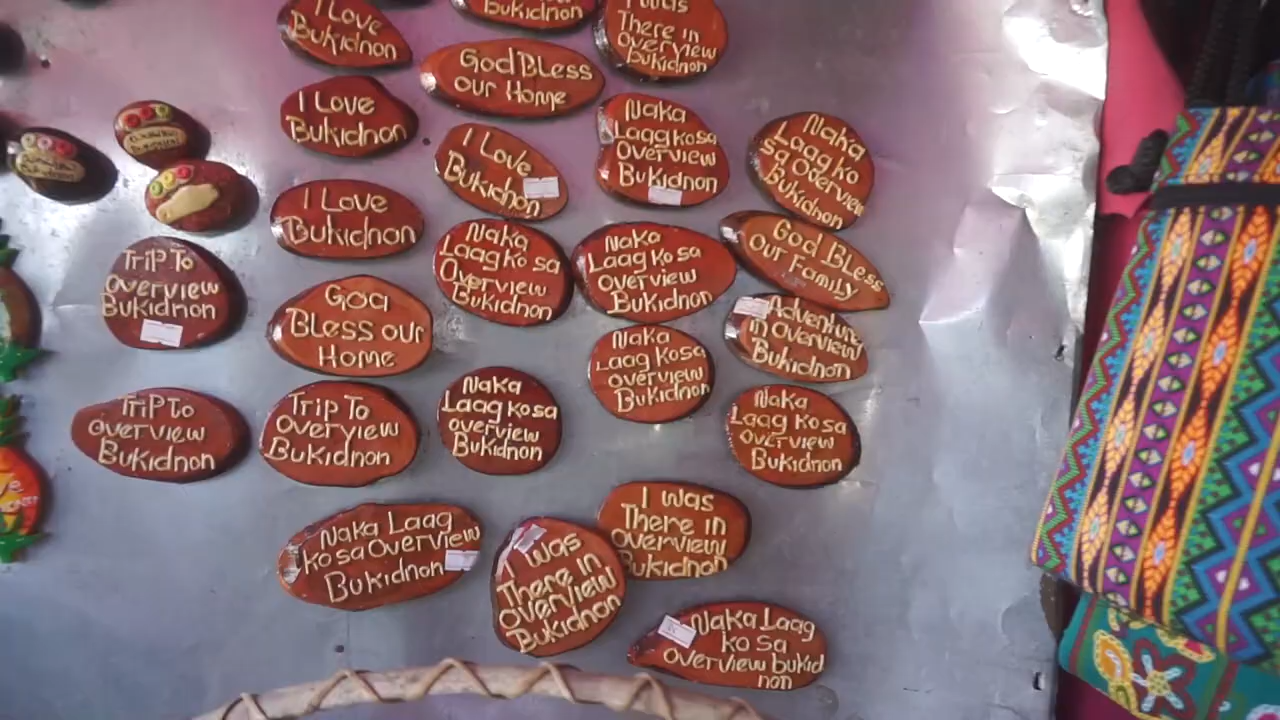 I Love
Bukidnon
Bukidnon
I Was
There in
Overview
Bukidnon
God Bless
our Home
I Love
Bukidnon
I Love
Bukidnon
Naka
Laag ko sa
Overview
Bukidnon
Naka
Laag ko
sa Overview
Bukidnon
I Love
Bukidnon
Naka
Laag ko sa
Overview
Bukidnon
Naka
Laag Ko sa
overview
Bukidnon
God Bless
our Family
Trip To
overview
Bukidnon
God
Bless our
Home
Adventure
in Overview
Bukidnon
Naka
Laag Kosa
overview
Bukidnon
Trip To
overview
Bukidnon
Trip To
Overview
Bukidnon
Naka
Laag ko sa
overview
Bukidnon
Naka
Laag Ko sa
overview
Bukidnon
Naka Laag
ko sa Overview
Bukidnon
I Was
There in
Overview
Bukidnon
I Was
There in
overview
Bukidnon
Naka Laag
ko sa
overview bukid
non